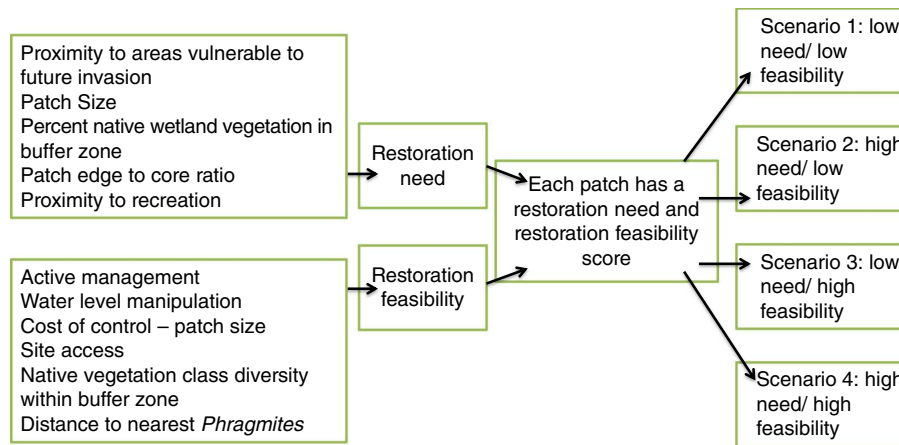 Proximity to areas vulnerable to
future invasion
Patch Size
Percent native wetland vegetation in
buffer zone
Patch edge to core ratio
Proximity to recreation
Active management
Water level manipulation
Cost of control – patch size
Site access
Native vegetation class diversity
within buffer zone
Distance to nearest Phragmites
Restoration
need
Restoration
feasibility
Each patch has a
restoration need and
restoration feasibility
score
Scenario 1: low
need/ low
feasibility
Scenario 2: high
need/ low
feasibility
Scenario 3: low
need/ high
feasibility
Scenario 4: high
need/ high
feasibility